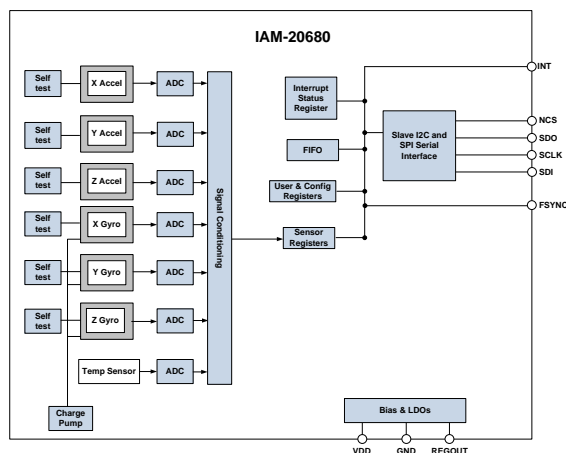 IAM-20680
Self
test
X Accel
ADC
Self
test
Y Accel
ADC
Self
test
Z Accel
ADC
Self
test
X Gyro
ADC
Self
test
Y Gyro
ADC
Self
test
Z Gyro
ADC
Temp Sensor
ADC
Charge
Pump
Signal Conditioning
Interrupt
Status
Register
FIFO
User & Config
Registers
Sensor
Registers
Slave I2C and
SPI Serial
Interface
INT
NCS
SDO
SCLK
SDI
FSYNC
Bias & LDOs
VDD
GND
REGOUT